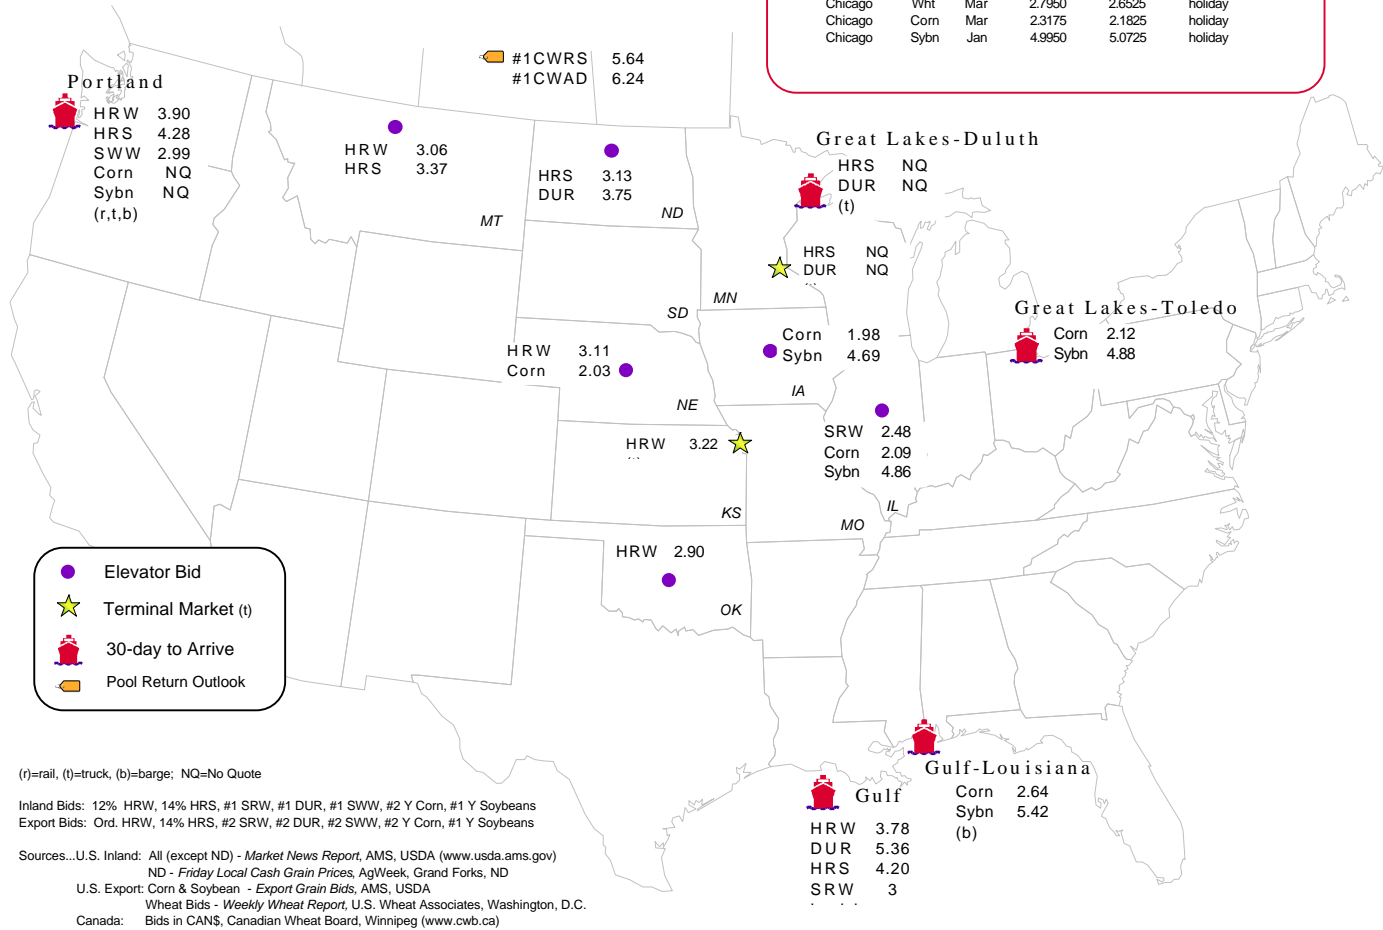 Chicago Wht Mar 2.7950 2.6525 holiday
Chicago Corn Mar 2.3175 2.1825 holiday
Chicago Sybn Jan 4.9950 5.0725 holiday
#1CWRS 5.64
#1CWAD 6.24
Portland
HRW 3.90
HRS 4.28
SWW 2.99
Corn NQ
Sybn NQ
(r,t,b)
HRW 3.06
HRS 3.37
MT
HRS 3.13
DUR 3.75
ND
Great Lakes-Duluth
HRS NQ
DUR NQ
(t)
HRS NQ
DUR NQ
MN
SD
Great Lakes-Toledo
Corn 2.12
Sybn 4.88
Corn 1.98
Sybn 4.69
IA
HRW 3.11
Corn 2.03
NE
HRW 3.22
KS
SRW 2.48
Corn 2.09
Sybn 4.86
IL
MO
HRW 2.90
OK
Elevator Bid
Terminal Market (t)
30-day to Arrive
Pool Return Outlook
Gulf-Louisiana
Corn 2.64
Sybn 5.42
(b)
Gulf
HRW 3.78
DUR 5.36
HRS 4.20
SRW 3
(r)=rail, (t)=truck, (b)=barge; NQ=No Quote
Inland Bids: 12% HRW, 14% HRS, #1 SRW, #1 DUR, #1 SWW, #2 Y Corn, #1 Y Soybeans
Export Bids: Ord. HRW, 14% HRS, #2 SRW, #2 DUR, #2 SWW, #2 Y Corn, #1 Y Soybeans
Sources...U.S. Inland: All (except ND) - Market News Report, AMS, USDA (www.usda.ams.gov)
ND - Friday Local Cash Grain Prices, AgWeek, Grand Forks, ND
U.S. Export: Corn & Soybean - Export Grain Bids, AMS, USDA
Wheat Bids - Weekly Wheat Report, U.S. Wheat Associates, Washington, D.C.
Canada: Bids in CAN$, Canadian Wheat Board, Winnipeg (www.cwb.ca)